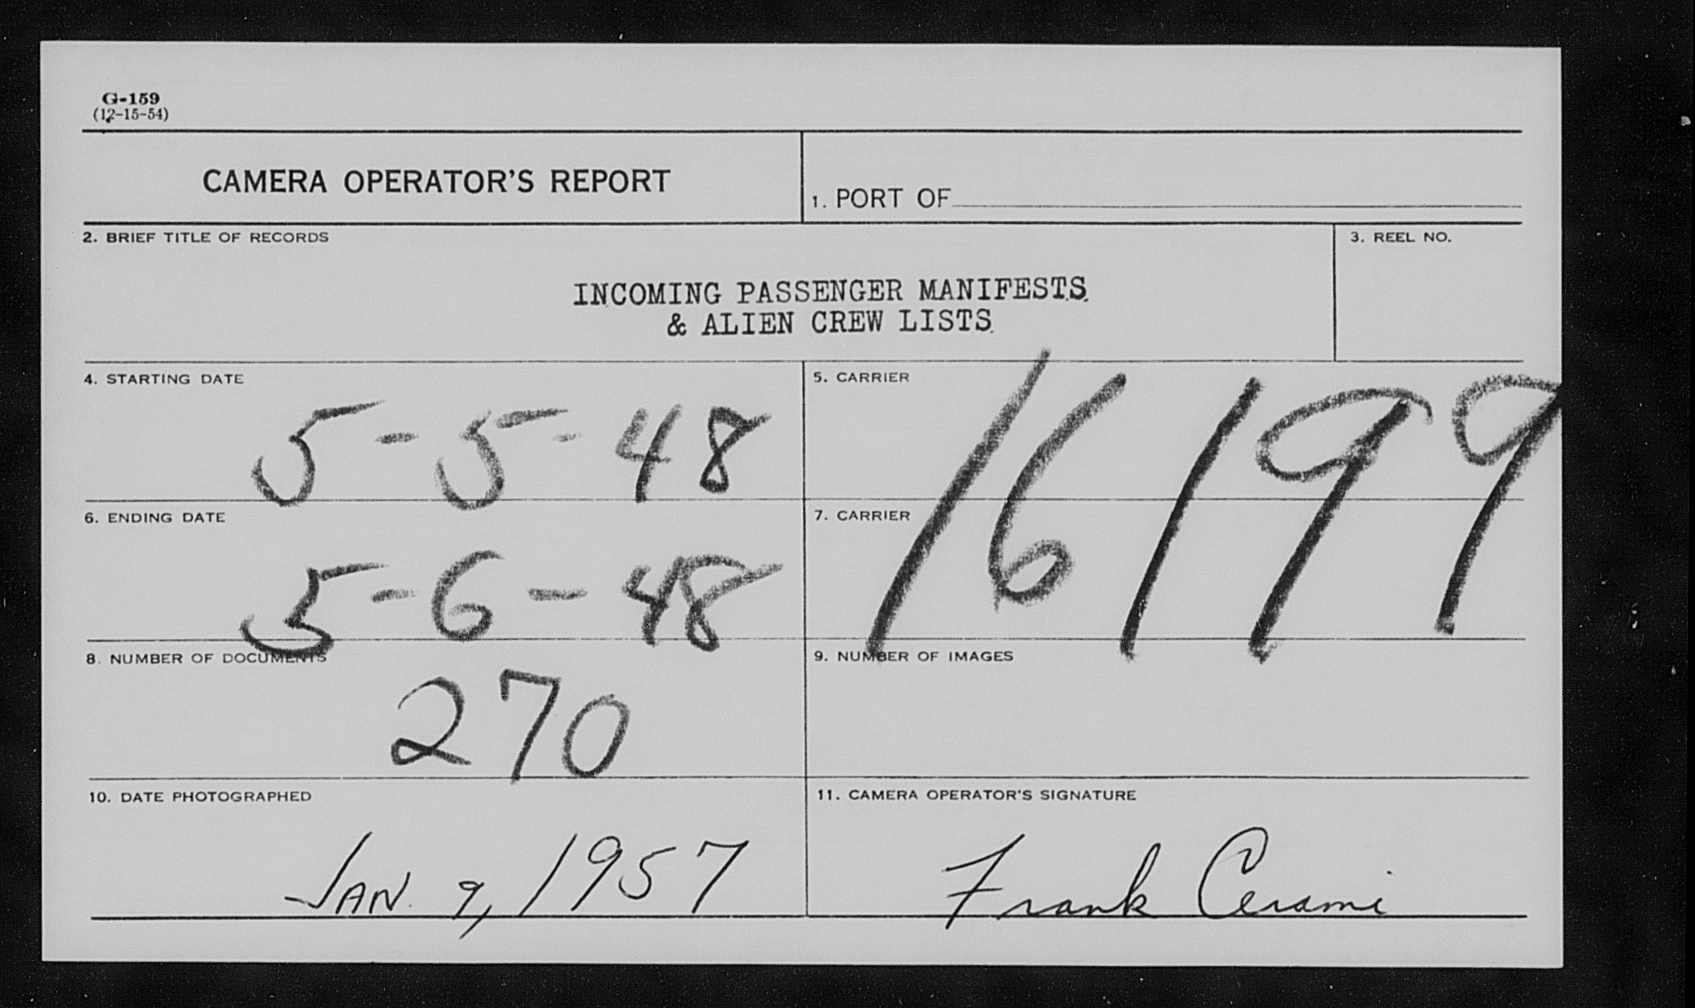 G-159
(12-15-54)
CAMERA OPERATOR'S REPORT
1. PORT OF
2. BRIEF TITLE OF RECORDS
3. REEL NO.
INCOMING PASSENGER MANIFESTS
& ALIEN CREW LISTS
4. STARTING DATE
5-5-48
5. CARRIER
16199
6. ENDING DATE
5-6-48
7. CARRIER
8. NUMBER OF DOCUMENTS
270
9. NUMBER OF IMAGES
10. DATE PHOTOGRAPHED
JAN. 9, 1957
11. CAMERA OPERATOR'S SIGNATURE
Frank Cerami